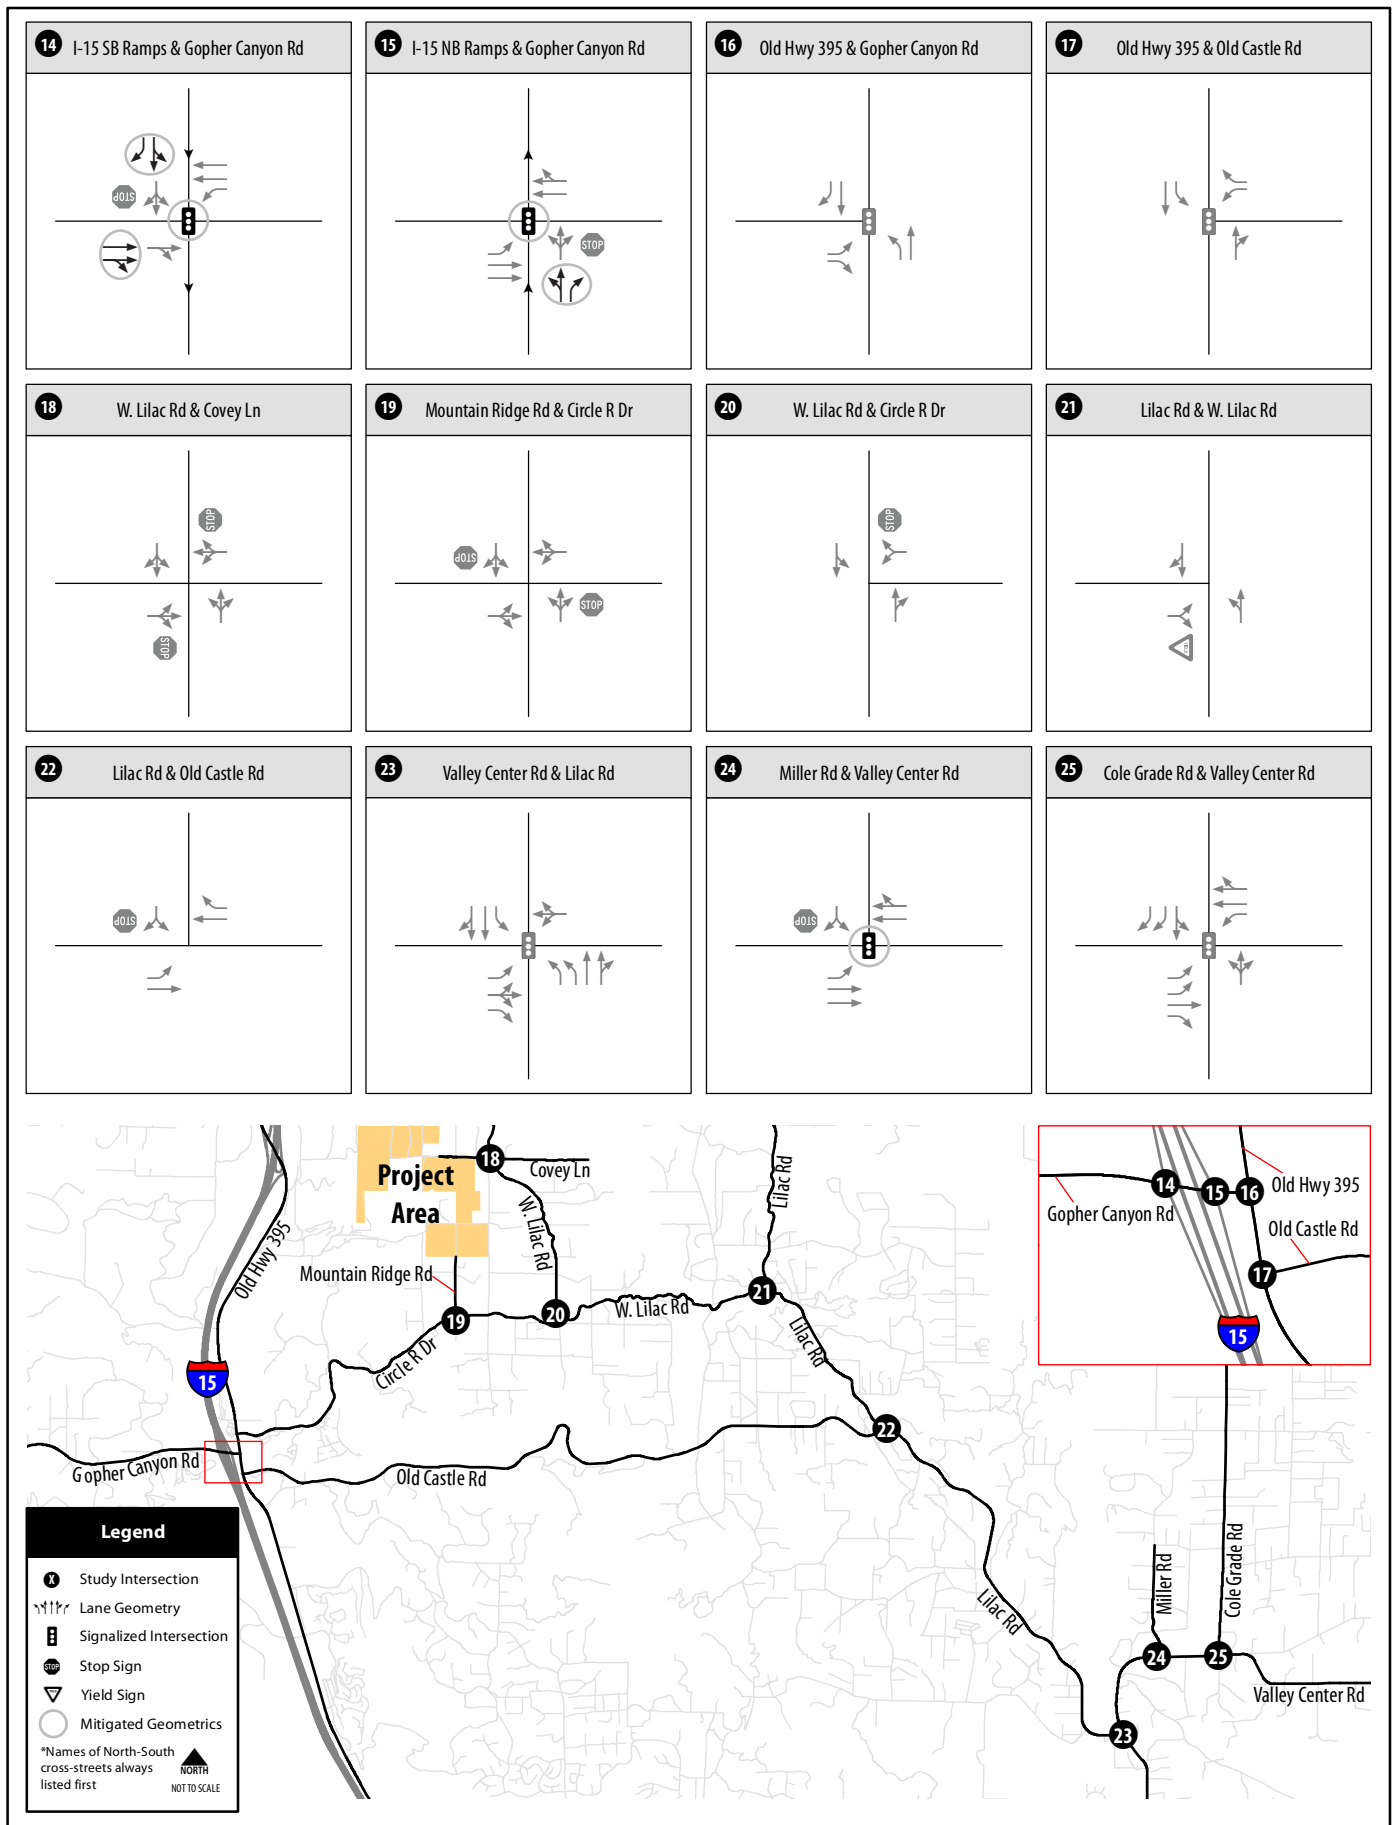 14 I-15 SB Ramps & Gopher Canyon Rd
15 I-15 NB Ramps & Gopher Canyon Rd
16 Old Hwy 395 & Gopher Canyon Rd
17 Old Hwy 395 & Old Castle Rd
STOP
STOP
18 W. Lilac Rd & Covey Ln
19 Mountain Ridge Rd & Circle R Dr
20 W. Lilac Rd & Circle R Dr
21 Lilac Rd & W. Lilac Rd
STOP
STOP
STOP
STOP
STOP
YIELD
22 Lilac Rd & Old Castle Rd
23 Valley Center Rd & Lilac Rd
24 Miller Rd & Valley Center Rd
25 Cole Grade Rd & Valley Center Rd
STOP
STOP
Project
Area
18
Covey Ln
W. Lilac Rd
Lilac Rd
Old Hwy 395
Mountain Ridge Rd
19
20
W. Lilac Rd
21
Lilac Rd
Circle R Dr
15
22
Gopher Canyon Rd
Old Castle Rd
14
15
16
Old Hwy 395
Gopher Canyon Rd
Old Castle Rd
17
15
Lilac Rd
Miller Rd
Cole Grade Rd
24
25
Valley Center Rd
23
Legend
X Study Intersection
Lane Geometry
Signalized Intersection
STOP Stop Sign
Yield Sign
Mitigated Geometrics
*Names of North-South
cross-streets always
listed first
NORTH
NOT TO SCALE